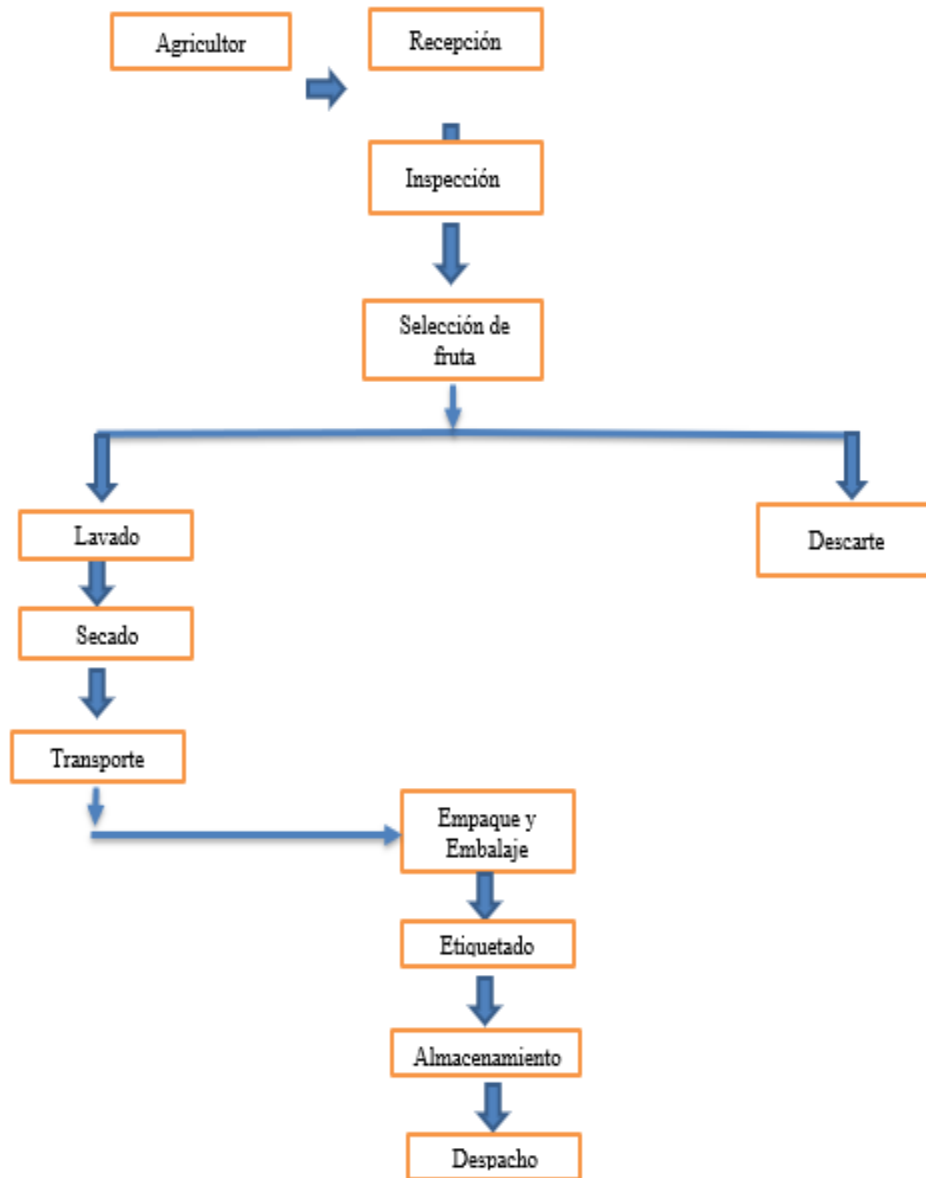 Agricultor
Recepción
Inspección
Selección de
fruta
Lavado
Descarte
Secado
Transporte
Empaque y
Embalaje
Etiquetado
Almacenamiento
Despacho